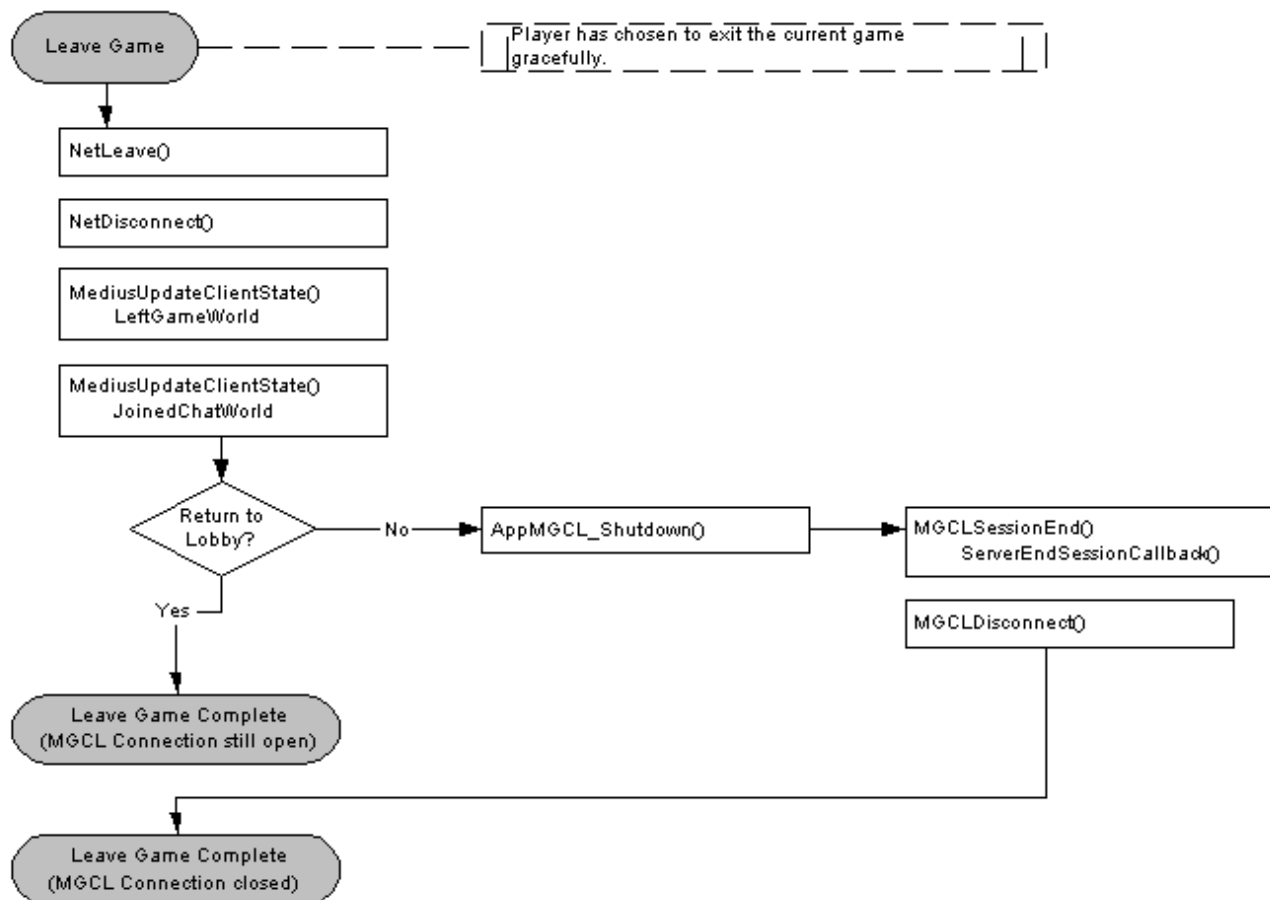 Leave Game
Player has chosen to exit the current game
gracefully.
NetLeave()
NetDisconnect()
MediusUpdateClientState()
LeftGameWorld
MediusUpdateClientState()
JoinedChatWorld
Return to
Lobby?
No
AppMGCL_Shutdown()
MGCLSessionEnd()
ServerEndSessionCallback()
Yes
MGCLDisconnect()
Leave Game Complete
(MGCL Connection still open)
Leave Game Complete
(MGCL Connection closed)